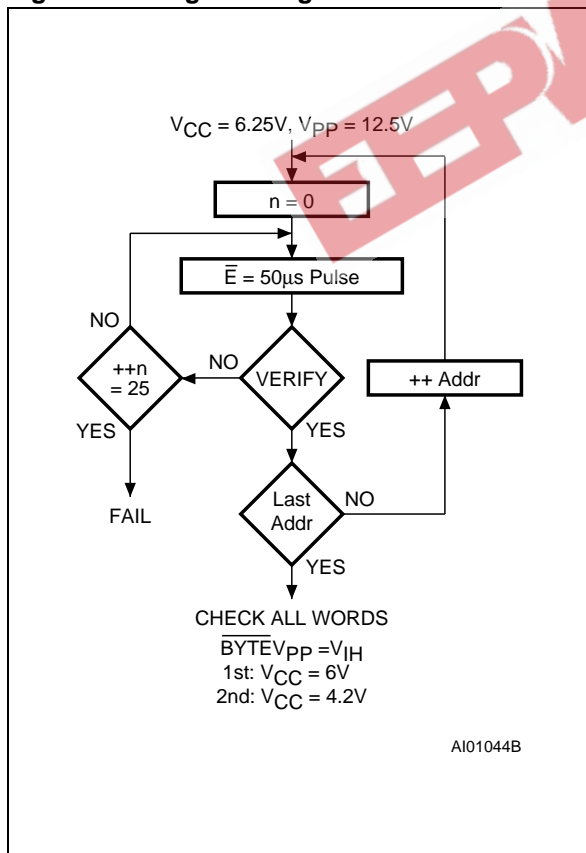 VCC = 6.25V, VPP = 12.5V
n = 0
E = 50μs Pulse
NO
++n
= 25
NO
VERIFY
++ Addr
YES
YES
FAIL
Last
Addr
NO
YES
CHECK ALL WORDS
BYTEVPP =VIH
1st: VCC = 6V
2nd: VCC = 4.2V
AI01044B